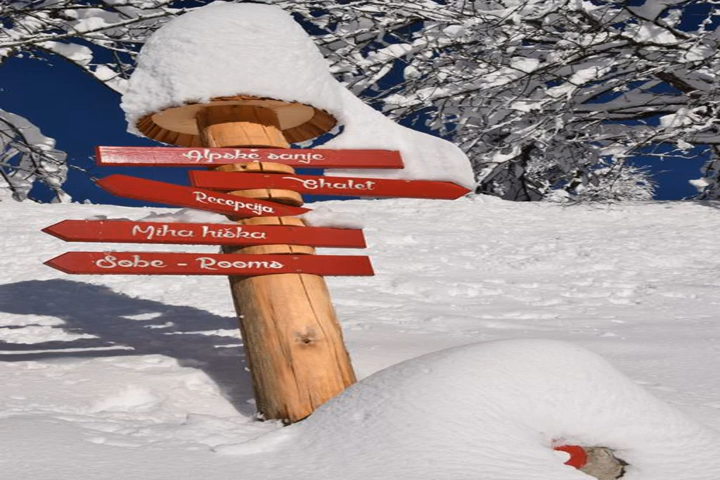 Alpske sanje
Chalet
Recepcija
Miha hiška
Sobe - Rooms